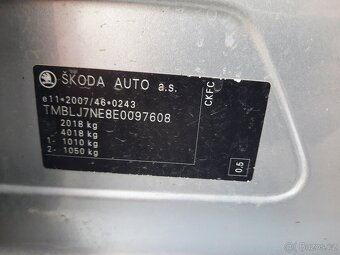 ŠKODA AUTO a.s.
e11*2007/46*0243
TMBLJ7NE8E0097608
2018 kg
4018 kg
1- 1010 kg
2- 1050 kg
CKFC
0.5